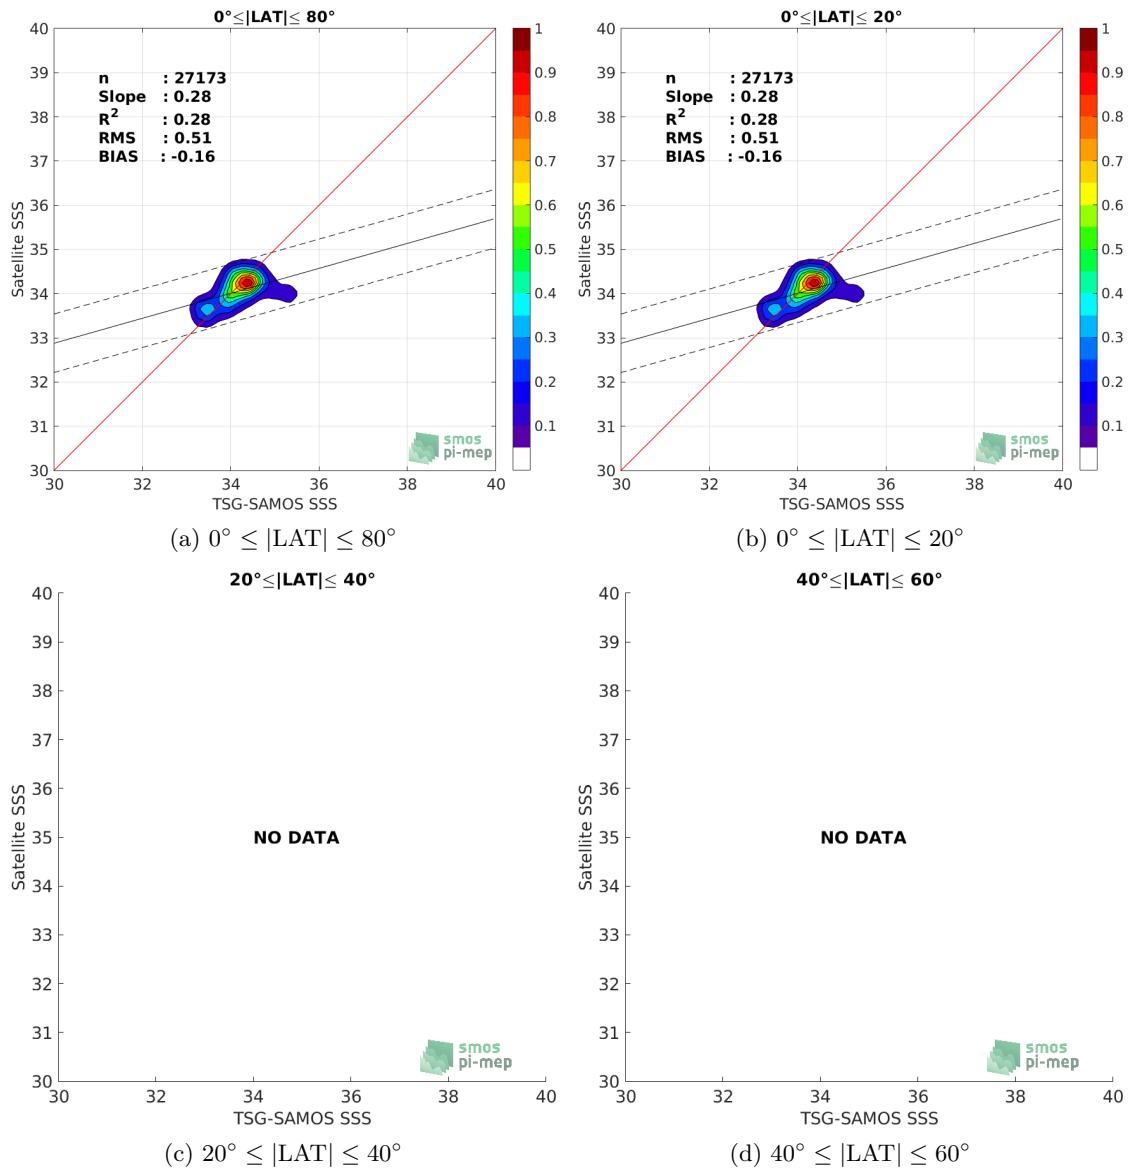 0°≤|LAT|≤ 80°
40
39
38
37
36
35
34
33
32
31
30
Satellite SSS
n : 27173
Slope : 0.28
R² : 0.28
RMS : 0.51
BIAS : -0.16
smos
pi-mep
30 32 34 36 38 40
TSG-SAMOS SSS
1
0.9
0.8
0.7
0.6
0.5
0.4
0.3
0.2
0.1
(a) 0° ≤ |LAT| ≤ 80°
0°≤|LAT|≤ 20°
40
39
38
37
36
35
34
33
32
31
30
Satellite SSS
n : 27173
Slope : 0.28
R² : 0.28
RMS : 0.51
BIAS : -0.16
smos
pi-mep
30 32 34 36 38 40
TSG-SAMOS SSS
1
0.9
0.8
0.7
0.6
0.5
0.4
0.3
0.2
0.1
(b) 0° ≤ |LAT| ≤ 20°
20°≤|LAT|≤ 40°
40
39
38
37
36
35
34
33
32
31
30
Satellite SSS
NO DATA
smos
pi-mep
30 32 34 36 38 40
TSG-SAMOS SSS
(c) 20° ≤ |LAT| ≤ 40°
40°≤|LAT|≤ 60°
40
39
38
37
36
35
34
33
32
31
30
Satellite SSS
NO DATA
smos
pi-mep
30 32 34 36 38 40
TSG-SAMOS SSS
(d) 40° ≤ |LAT| ≤ 60°